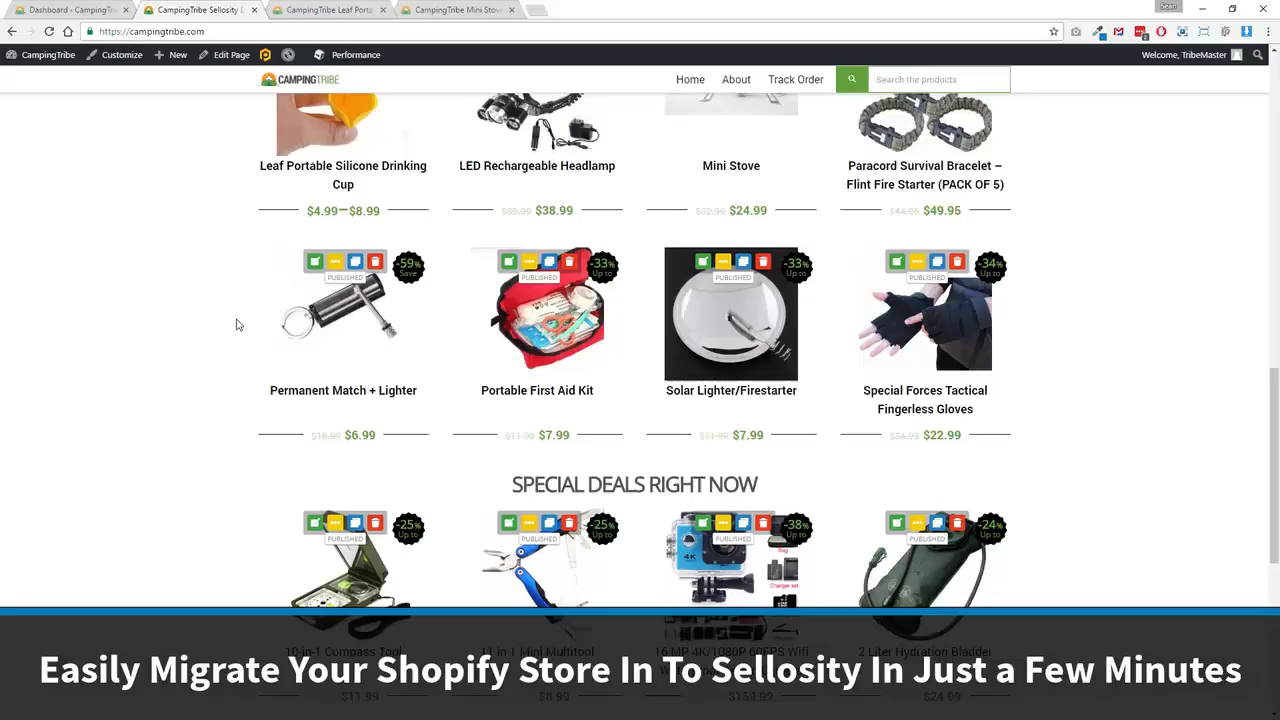 Dashboard ‹ CampingTr
CampingTribe Sellosity D
CampingTribe Leaf Porta
CampingTribe Mini Stov
Sean
https://campingtribe.com
CampingTribe
Customize
New
Edit Page
Performance
Welcome, TribeMaster
CAMPINGTRIBE
Home
About
Track Order
Search the products
Leaf Portable Silicone Drinking
Cup
$4.99–$8.99
LED Rechargeable Headlamp
$38.99
Mini Stove
$32.99 $24.99
Paracord Survival Bracelet –
Flint Fire Starter (PACK OF 5)
$49.95
PUBLISHED
-59%
Save
Permanent Match + Lighter
$6.99
PUBLISHED
-33%
Up to
Portable First Aid Kit
$11.99 $7.99
PUBLISHED
-33%
Up to
Solar Lighter/Firestarter
$11.99 $7.99
PUBLISHED
-34%
Up to
Special Forces Tactical
Fingerless Gloves
$34.99 $22.99
SPECIAL DEALS RIGHT NOW
PUBLISHED
-25%
Up to
10-in-1 Compass Tool
$11.99
PUBLISHED
-25%
Up to
11 in 1 Mini Multitool
$8.99
PUBLISHED
-38%
Up to
4K
Bag
Charger set
16 MP 4K/1080P 60FPS Wifi
$159.99
PUBLISHED
-24%
Up to
2 Liter Hydration Bladder
$24.99
Easily Migrate Your Shopify Store In To Sellosity In Just a Few Minutes